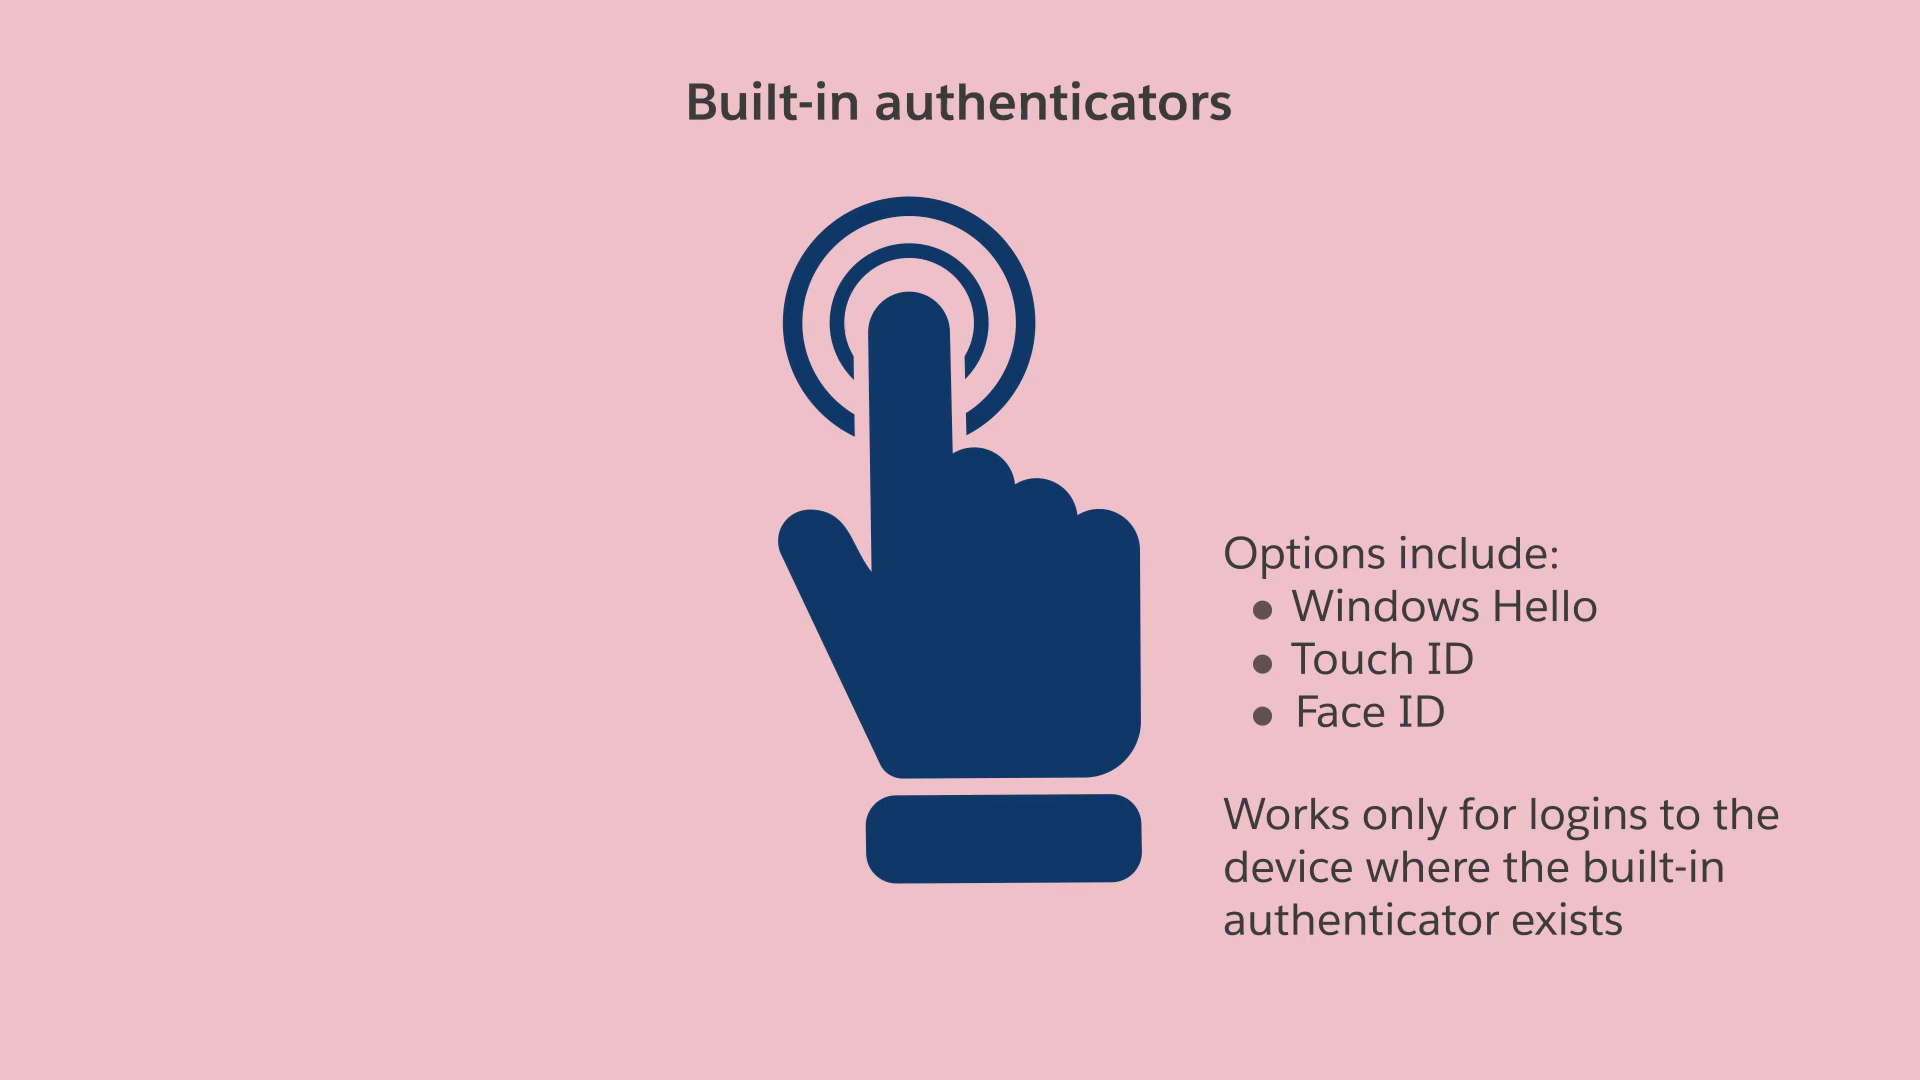 Built-in authenticators
Options include:
● Windows Hello
● Touch ID
● Face ID
Works only for logins to the
device where the built-in
authenticator exists